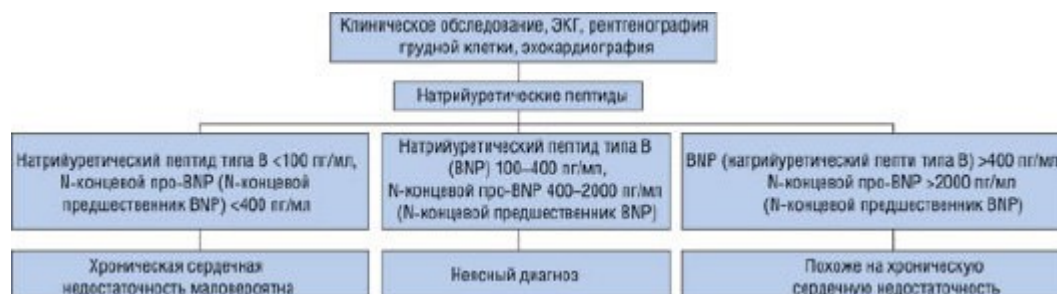 Клиническое обследование, ЭКГ, рентгенография
грудной клетки, эхокардиография
Натрийуретические пептиды
Натрийуретический пептид типа B <100 пг/мл,
N-концевой про-BNP (N-концевой
предшественник BNP) <400 пг/мл
Натрийуретический пептид типа B
(BNP) 100–400 пг/мл,
N-концевой про-BNP 400–2000 пг/мл
(N-концевой предшественник BNP)
BNP (натрийуретический пепти типа B) >400 пг/мл
N-концевой про-BNP >2000 пг/мл
(N-концевой предшественник BNP)
Хроническая сердечная
недостаточность маловероятна
Неясный диагноз
Похоже на хроническую
сердечную недостаточность